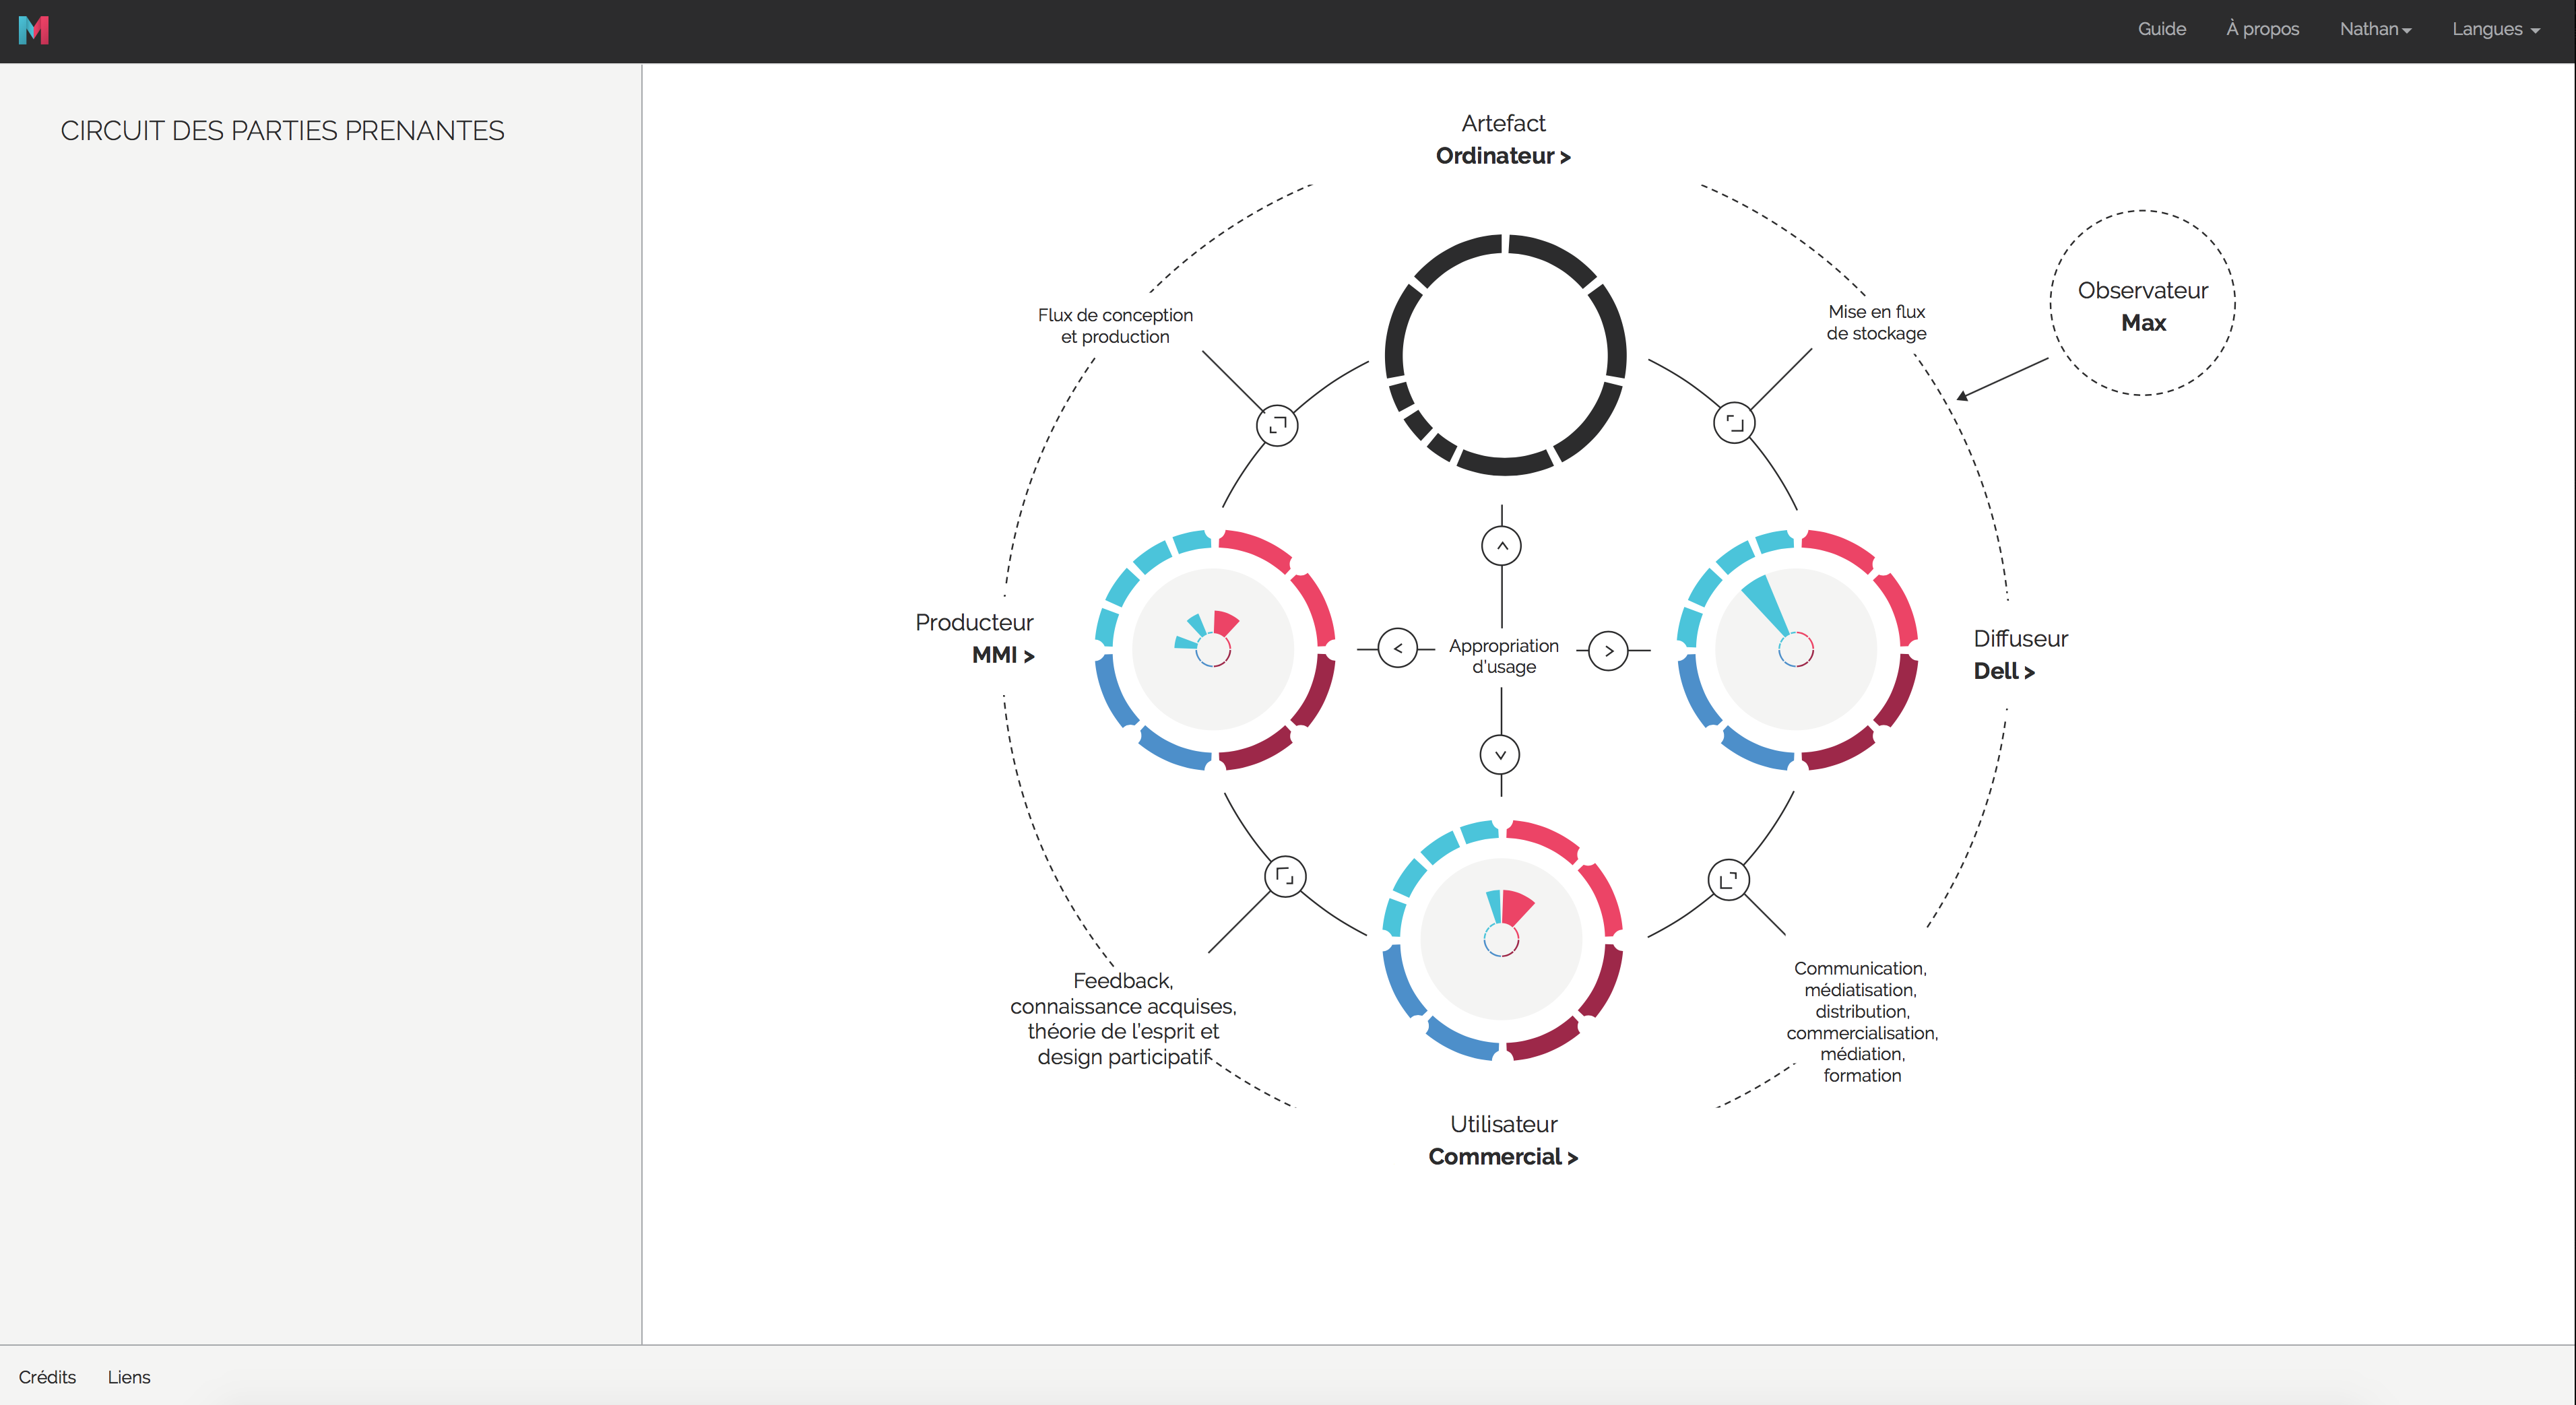 M
Guide
À propos
Nathan
Langues
CIRCUIT DES PARTIES PRENANTES
Artefact
Ordinateur >
Observateur
Max
Flux de conception
et production
Mise en flux
de stockage
Producteur
MMI >
Appropriation
d'usage
Diffuseur
Dell >
Feedback,
connaissance acquises,
théorie de l'esprit et
design participatif
Communication,
médiatisation,
distribution,
commercialisation,
médiation,
formation
Utilisateur
Commercial >
Crédits
Liens